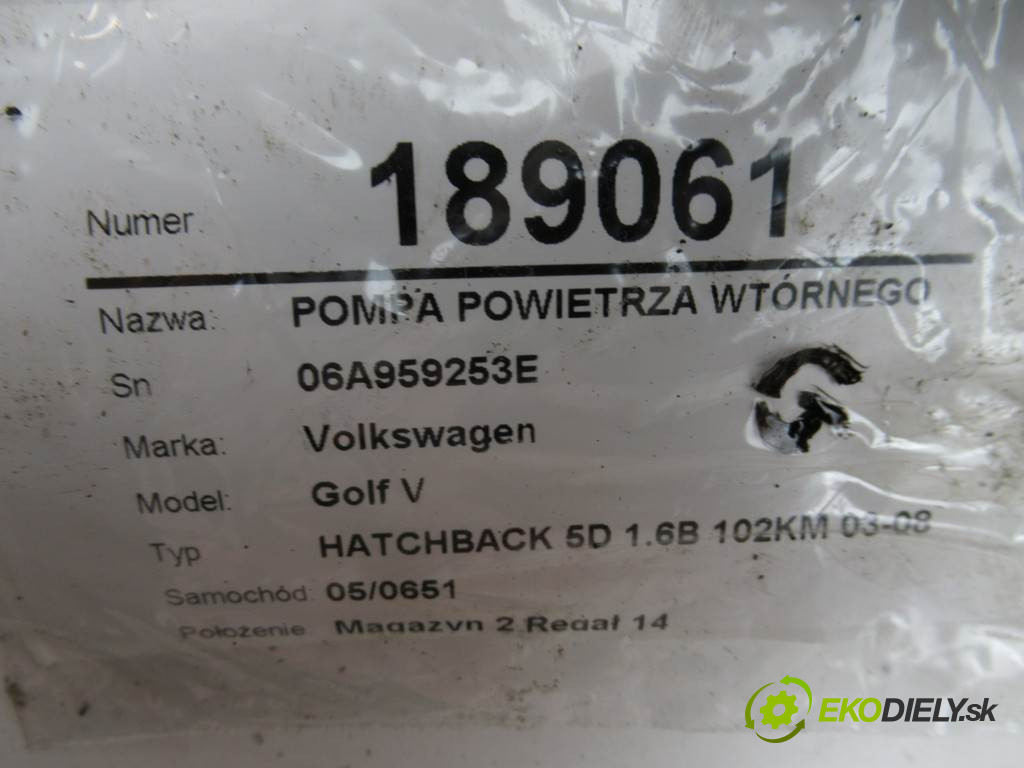 Numer 189061
Nazwa: POMPA POWIETRZA WTÓRNEGO
Sn 06A959253E
G
Marka: Volkswagen
Model: Golf V
Typ HATCHBACK 5D 1.6B 102KM 03-08
Samochód: 05/0651
Położenie: Magazyn 2 Regał 14
EKODIELY.sk